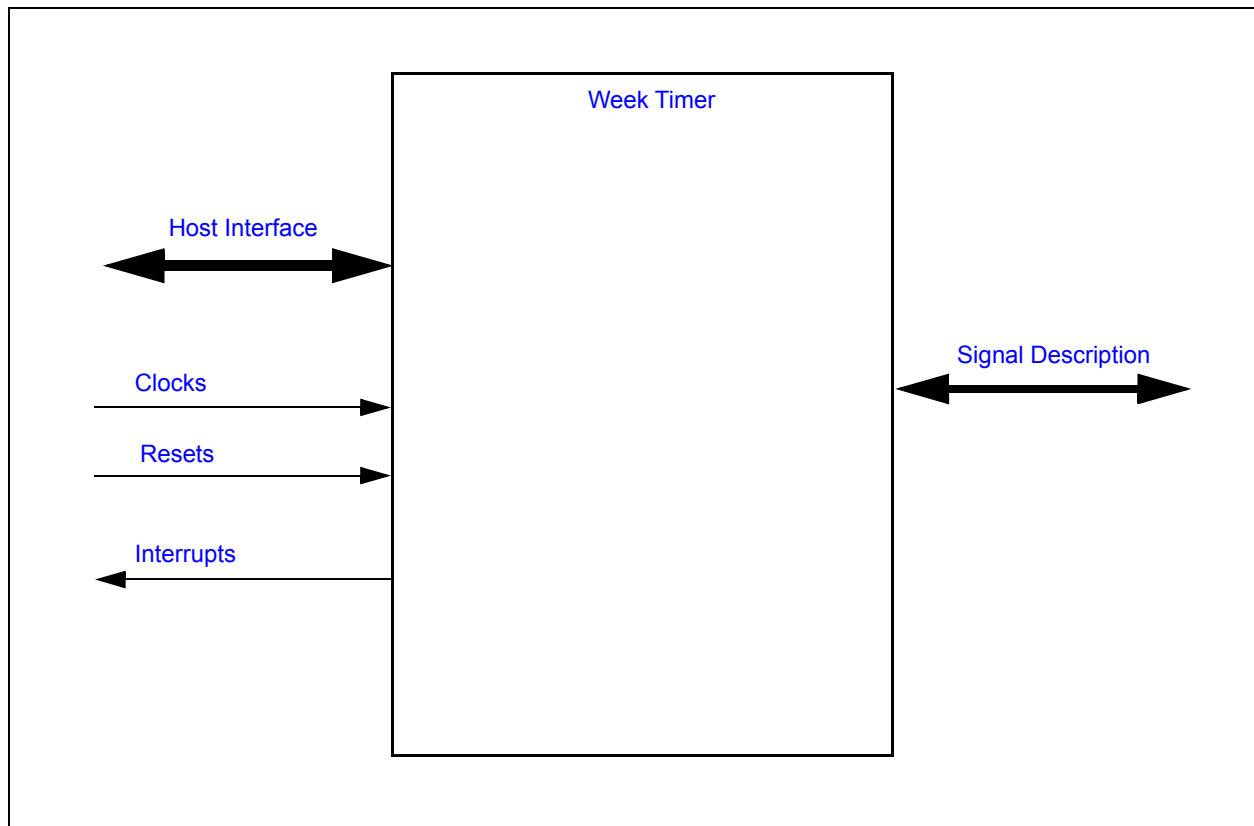 Week Timer
Host Interface
Signal Description
Clocks
Resets
Interrupts